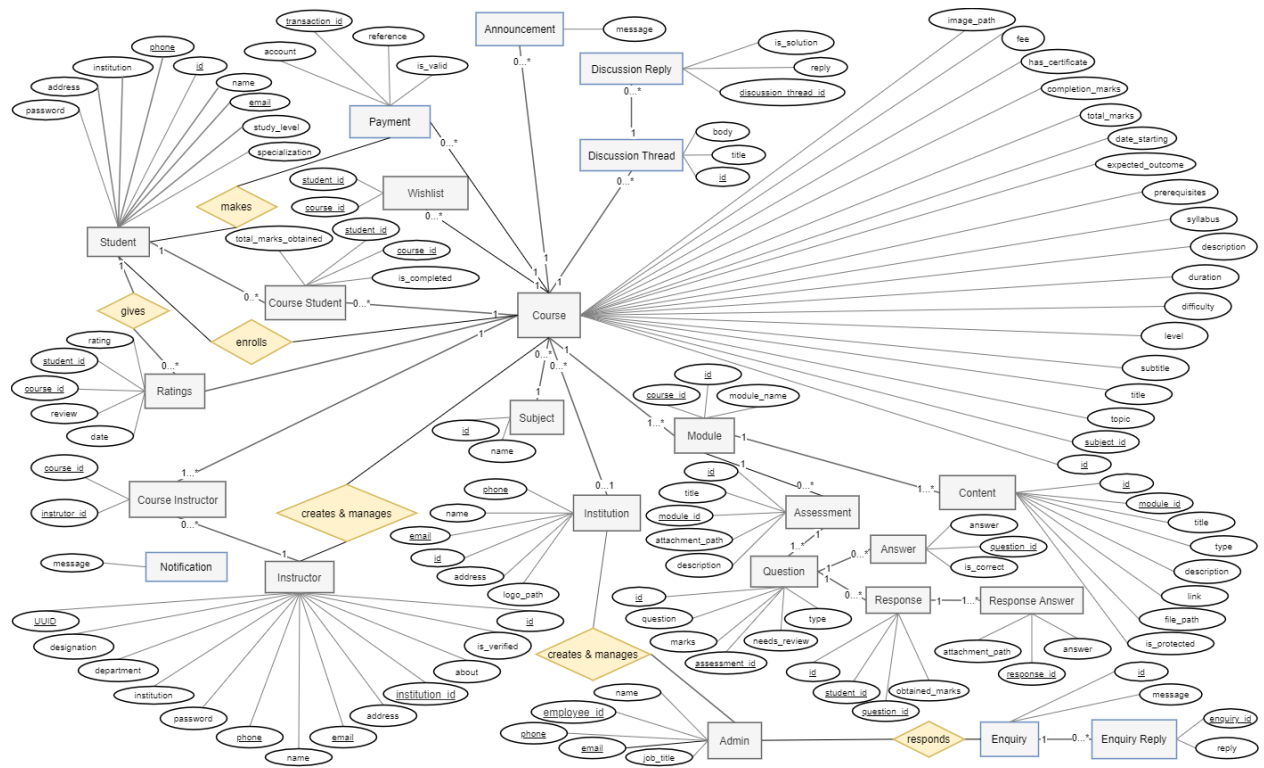 image_path
transaction_id
Announcement
message
fee
phone
reference
is_solution
account
has_certificate
institution
id
is_valid
0...*
Discussion Reply
reply
address
name
completion_marks
password
email
discussion_thread_id
0...*
total_marks
study_level
Payment
body
date_starting
0...*
1
specialization
Discussion Thread
title
expected_outcome
student_id
id
0...*
prerequisites
makes
course_id
Wishlist
0...*
syllabus
student_id
total_marks_obtained
Student
1
course_id
description
1
is_completed
1
1
1
duration
0...*
Course Student
0...*
1
Course
difficulty
gives
level
rating
enrolls
1
0...*
0...*
1
student_id
0...*
subtitle
course_id
Ratings
id
title
1
course_id
module_name
review
Subject
topic
id
1...*
Module
1
date
subject_id
name
course_id
1
id
id
1...*
phone
title
0...*
1...*
Content
id
0...1
module_id
Course Instructor
name
instrutor_id
creates & manages
Institution
module_id
Assessment
answer
title
0...*
email
1
attachment_path
Answer
question_id
type
message
Notification
1
id
1...*
0...*
is_correct
description
description
Instructor
address
Question
1
1
link
logo_path
id
0...*
Response
1
1...*
Response Answer
UUID
id
question
type
file_path
designation
is_verified
marks
needs_review
is_protected
department
about
creates & manages
assessment_id
attachment_path
answer
institution
institution_id
id
obtained_marks
response_id
id
password
address
name
student_id
message
phone
email
employee_id
question_id
enquiry_id
name
phone
email
Admin
responds
Enquiry
1
0...*
Enquiry Reply
job_title
reply